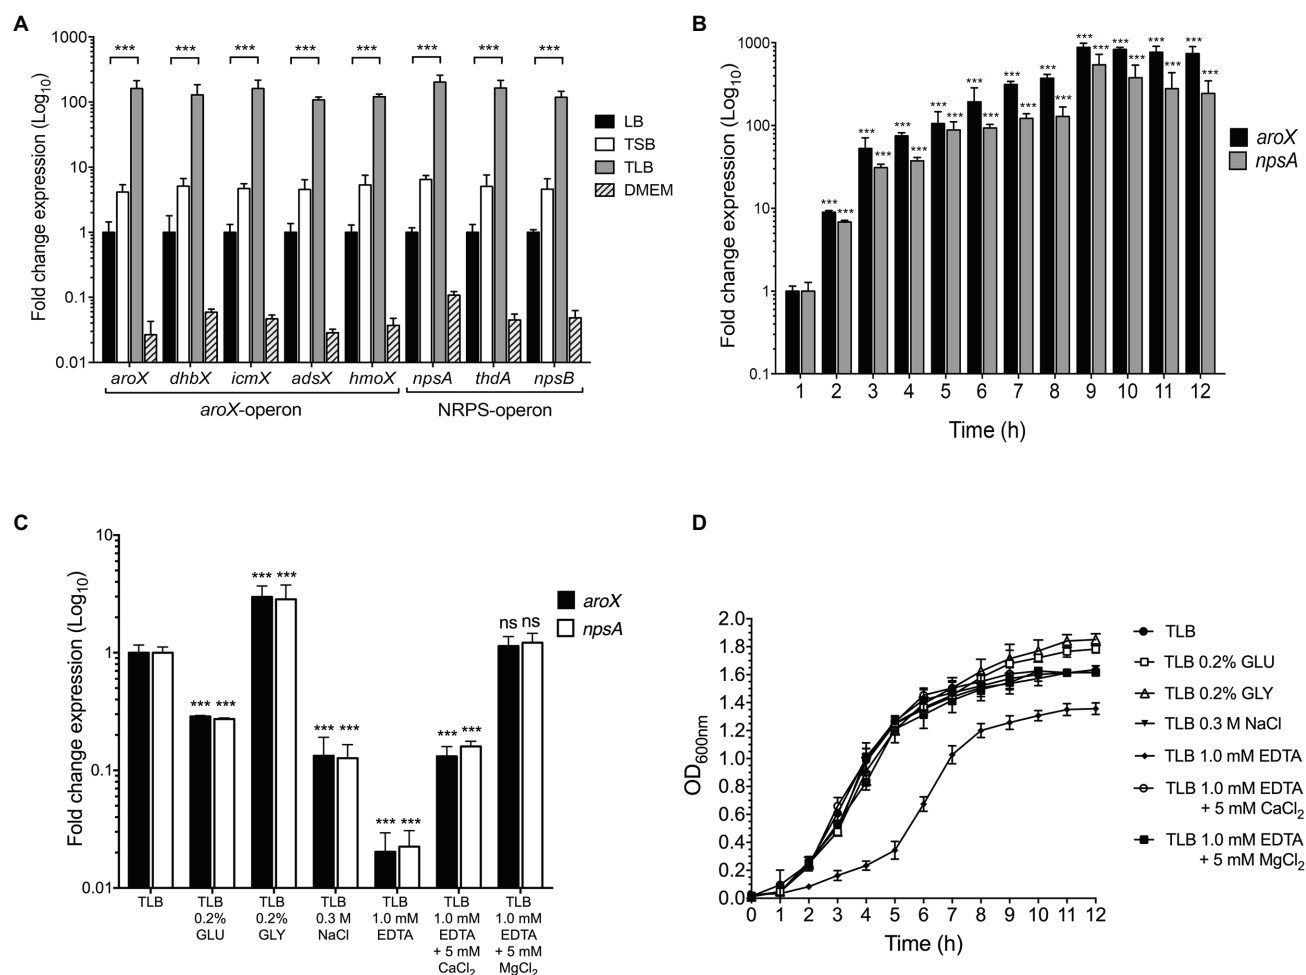 A
Fold change expression (Log10)
1000
100
10
1
0.1
0.01
*** *** *** *** *** *** *** ***
LB
TSB
TLB
DMEM
aroX dhbX icmX adsX hmoX npsA thdA npsB
aroX-operon NRPS-operon
B
Fold change expression (Log10)
1000
100
10
1
0.1
*** *** *** *** *** *** *** *** *** *** ***
*** *** *** *** *** *** *** *** *** *** ***
aroX
npsA
1 2 3 4 5 6 7 8 9 10 11 12
Time (h)
C
Fold change expression (Log10)
10
1
0.1
0.01
*** *** *** *** *** *** *** *** *** *** ns ns
aroX
npsA
TLB
TLB
0.2%
GLU
TLB
0.2%
GLY
TLB
0.3 M
NaCl
TLB
1.0 mM
EDTA
TLB
1.0 mM
EDTA
+ 5 mM
CaCl2
TLB
1.0 mM
EDTA
+ 5 mM
MgCl2
D
OD600nm
2.0
1.8
1.6
1.4
1.2
1.0
0.8
0.6
0.4
0.2
0.0
0 1 2 3 4 5 6 7 8 9 10 11 12
Time (h)
TLB
TLB 0.2% GLU
TLB 0.2% GLY
TLB 0.3 M NaCl
TLB 1.0 mM EDTA
TLB 1.0 mM EDTA
+ 5 mM CaCl2
TLB 1.0 mM EDTA
+ 5 mM MgCl2